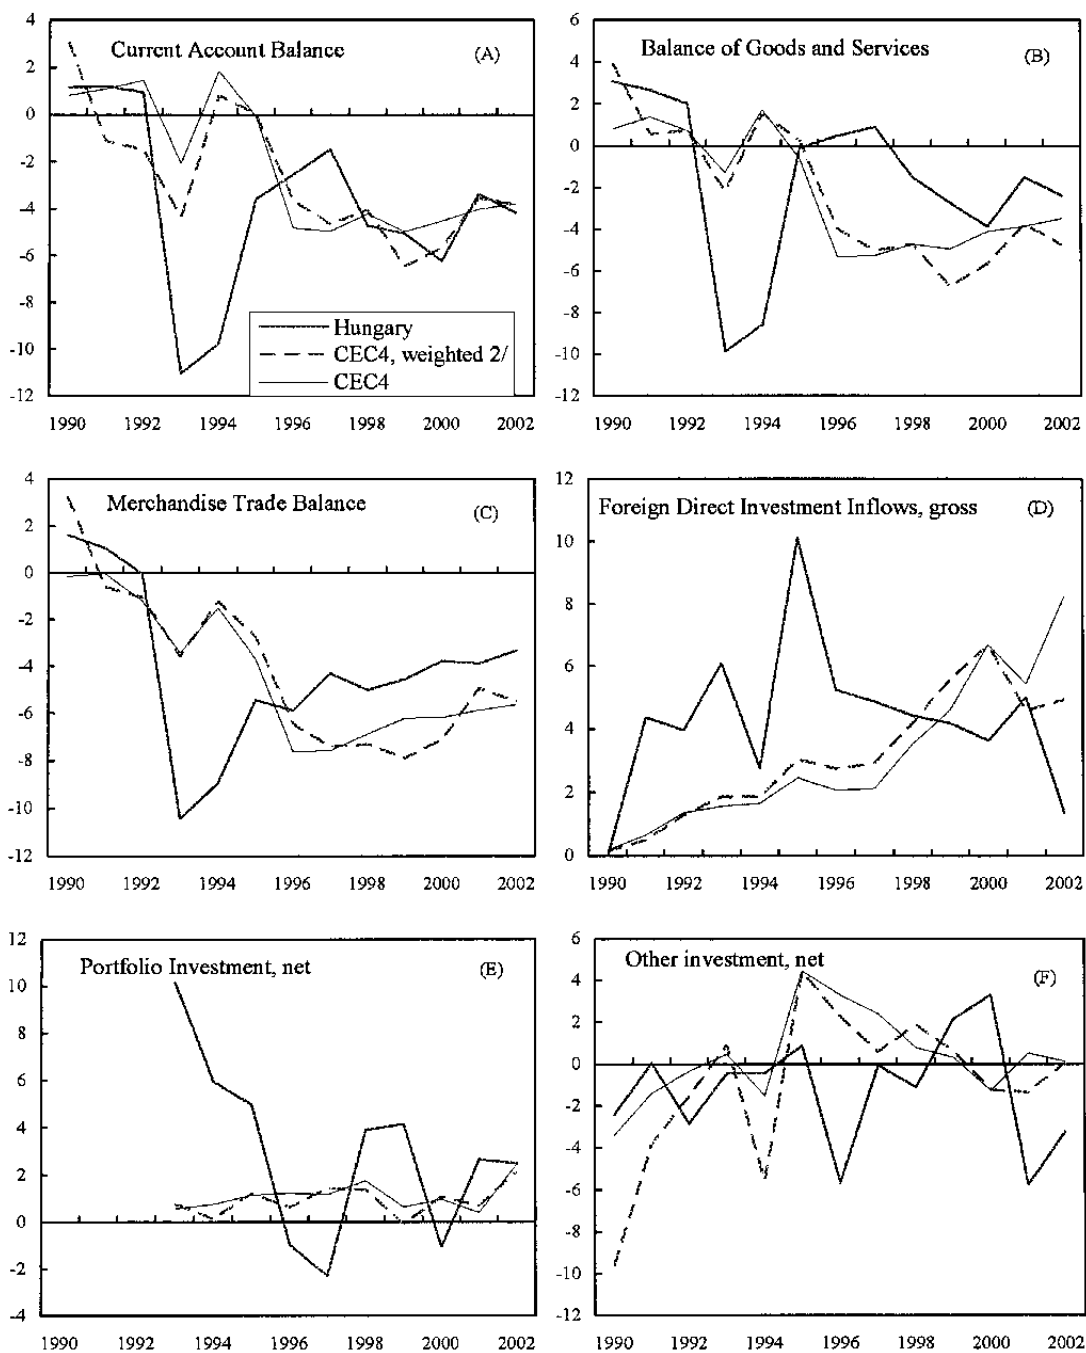 4
2
0
-2
-4
-6
-8
-10
-12
Current Account Balance
(A)
Hungary
CEC4, weighted 2/
CEC4
1990 1992 1994 1996 1998 2000 2002
6
4
2
0
-2
-4
-6
-8
-10
-12
Balance of Goods and Services
(B)
1990 1992 1994 1996 1998 2000 2002
4
2
0
-2
-4
-6
-8
-10
-12
Merchandise Trade Balance
(C)
1990 1992 1994 1996 1998 2000 2002
12
10
8
6
4
2
0
Foreign Direct Investment Inflows, gross
(D)
1990 1992 1994 1996 1998 2000 2002
12
10
8
6
4
2
0
-2
-4
Portfolio Investment, net
(E)
1990 1992 1994 1996 1998 2000 2002
6
4
2
0
-2
-4
-6
-8
-10
-12
Other investment, net
(F)
1990 1992 1994 1996 1998 2000 2002